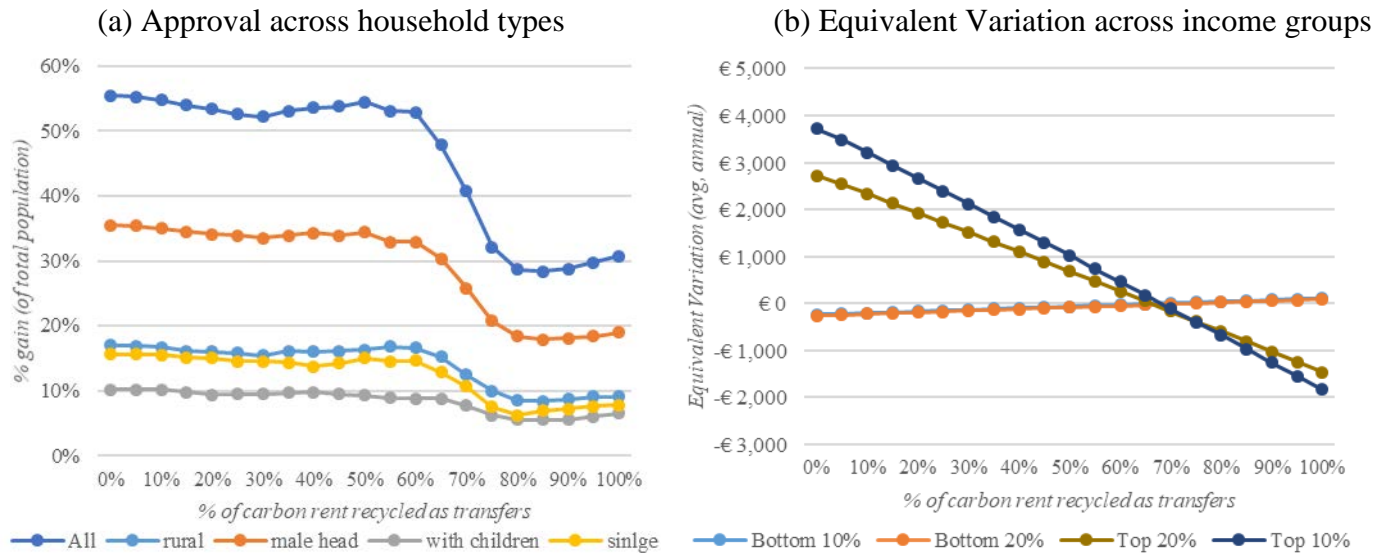 (a) Approval across household types
60%
50%
40%
30%
20%
10%
0%
% gain (of total population)
0% 10% 20% 30% 40% 50% 60% 70% 80% 90% 100%
% of carbon rent recycled as transfers
All rural male head with children sinlge
(b) Equivalent Variation across income groups
€ 5,000
€ 4,000
€ 3,000
€ 2,000
€ 1,000
€ 0
-€ 1,000
-€ 2,000
-€ 3,000
Equivalent Variation (avg, annual)
0% 10% 20% 30% 40% 50% 60% 70% 80% 90% 100%
% of carbon rent recycled as transfers
Bottom 10% Bottom 20% Top 20% Top 10%